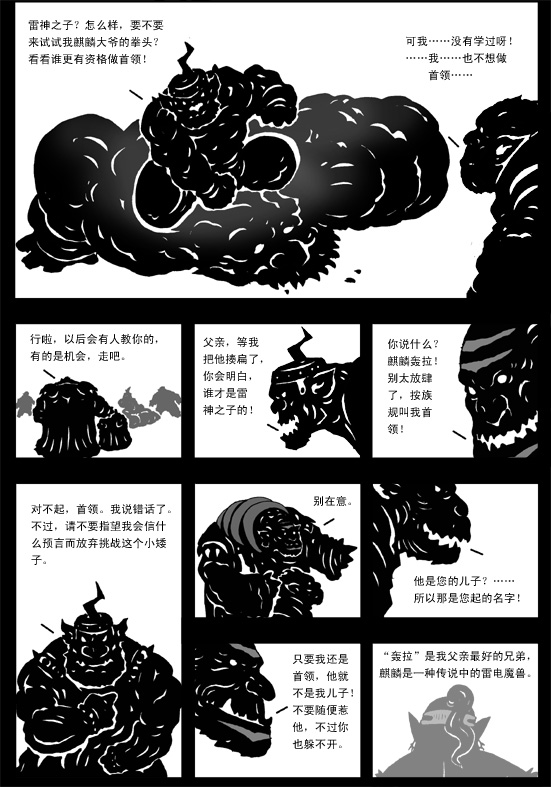 雷神之子？怎么样，要不要
来试试我麒麟大爷的拳头？
看看谁更有资格做首领！
可我……没有学过呀！
……我……也不想做
首领……
行啦，以后会有人教你的，
有的是机会，走吧。
父亲，等我
把他揍扁了，
你会明白，
谁才是雷
神之子的！
你说什么？
麒麟轰拉！
别太放肆
了，按族
规叫我首
领！
对不起，首领。我说错话了。
不过，请不要指望我会信什
么预言而放弃挑战这个小矮
子。
别在意。
他是您的儿子？……
所以那是您起的名字！
只要我还是
首领，他就
不是我儿子！
不要随便惹
他，不过你
也躲不开。
“轰拉”是我父亲最好的兄弟，
麒麟是一种传说中的雷电魔兽。